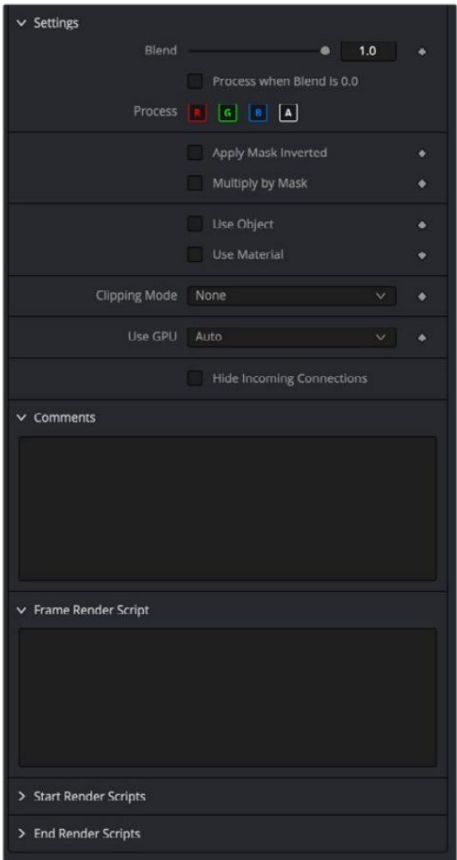 Settings
Blend 1.0
Process when Blend is 0.0
Process R G B A
Apply Mask Inverted
Multiply by Mask
Use Object
Use Material
Clipping Mode None
Use GPU Auto
Hide Incoming Connections
Comments
Frame Render Script
Start Render Scripts
End Render Scripts